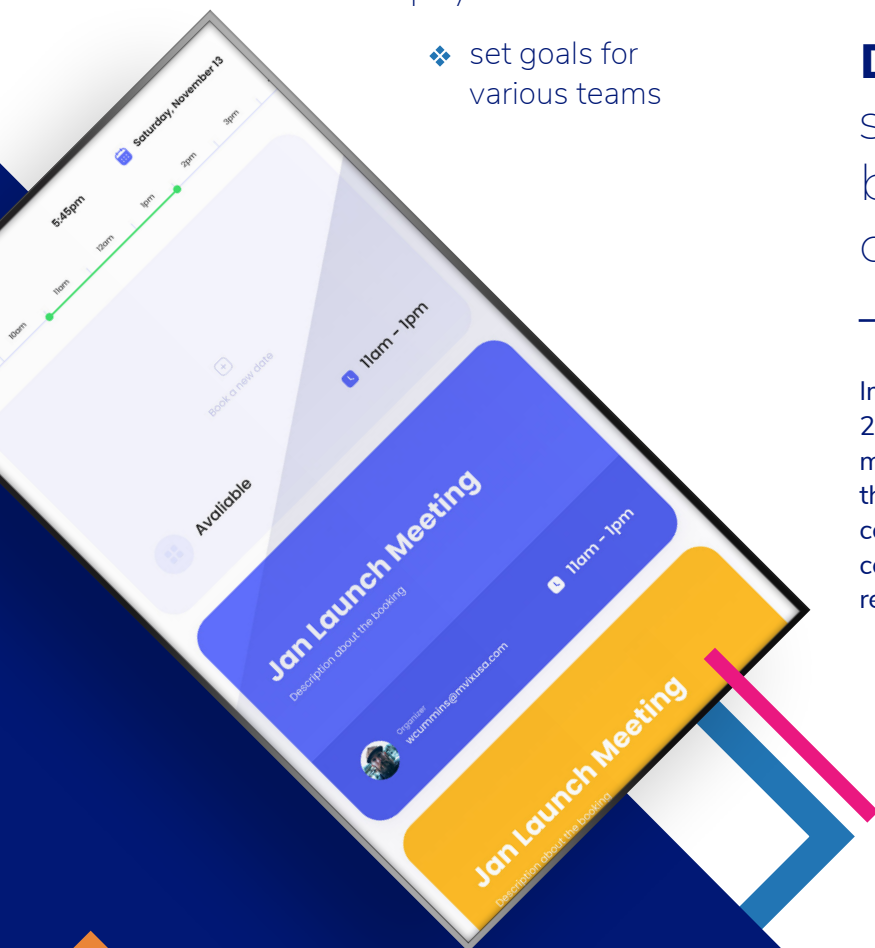 set goals for
various teams
5:45pm
Saturday, November 13
10am
11am
12am
1pm
2pm
3pm
Book a new date
Avaliable
11am - 1pm
Jan Launch Meeting
Description about the booking
Organizer
wcummins@mvixusa.com
11am - 1pm
Jan Launch Meeting
Description about the booking